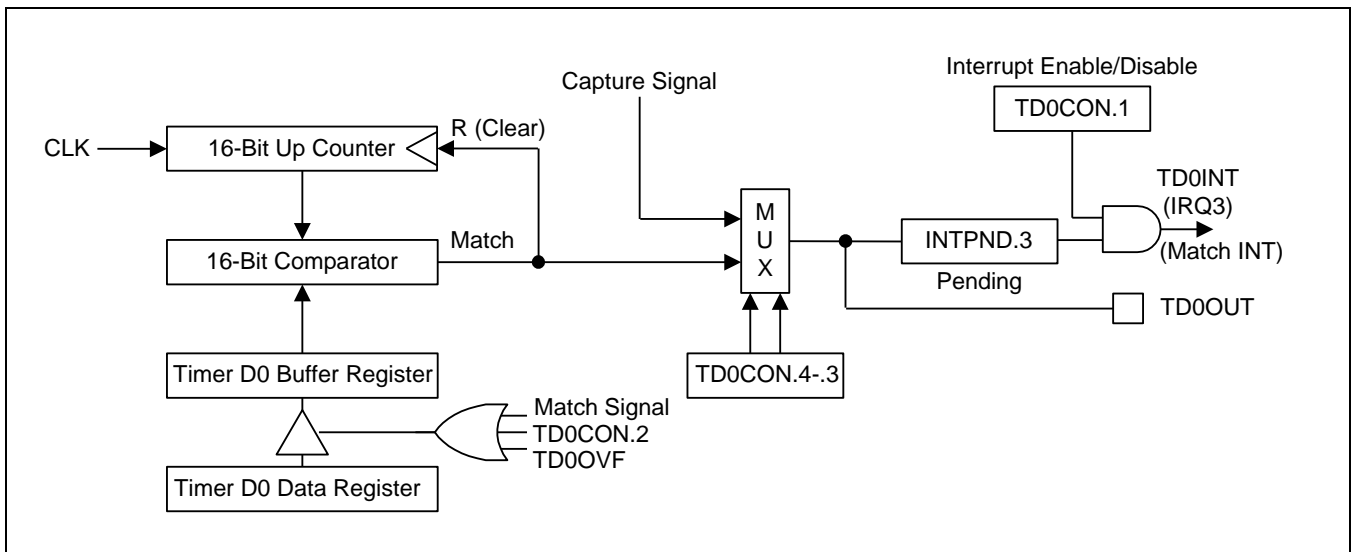 Interrupt Enable/Disable
Capture Signal
TD0CON.1
R (Clear)
CLK
16-Bit Up Counter
M
U
X
TD0INT
(IRQ3)
Match
INTPND.3
(Match INT)
16-Bit Comparator
Pending
TD0OUT
Timer D0 Buffer Register
TD0CON.4-.3
Match Signal
TD0CON.2
TD0OVF
Timer D0 Data Register